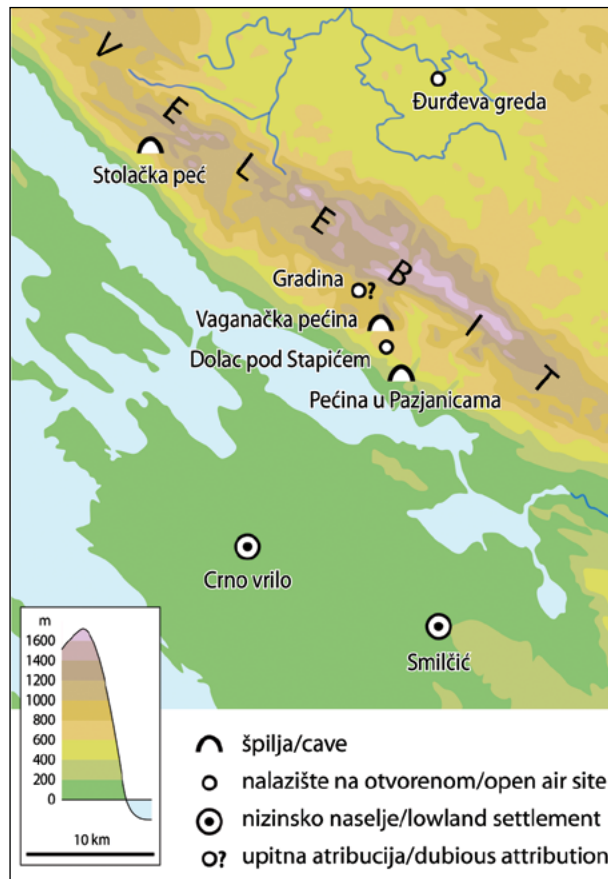 VELEBIT
Đurđeva greda
Stolačka peć
Gradina
?
Vaganačka pećina
Dolac pod Stapićem
Pećina u Pazjanicama
Crno vrilo
Smilčić
m
1600
1400
1200
1000
800
600
400
200
0
10 km
špilja/cave
nalazište na otvorenom/open air site
nizinsko naselje/lowland settlement
? upitna atribucija/dubious attribution